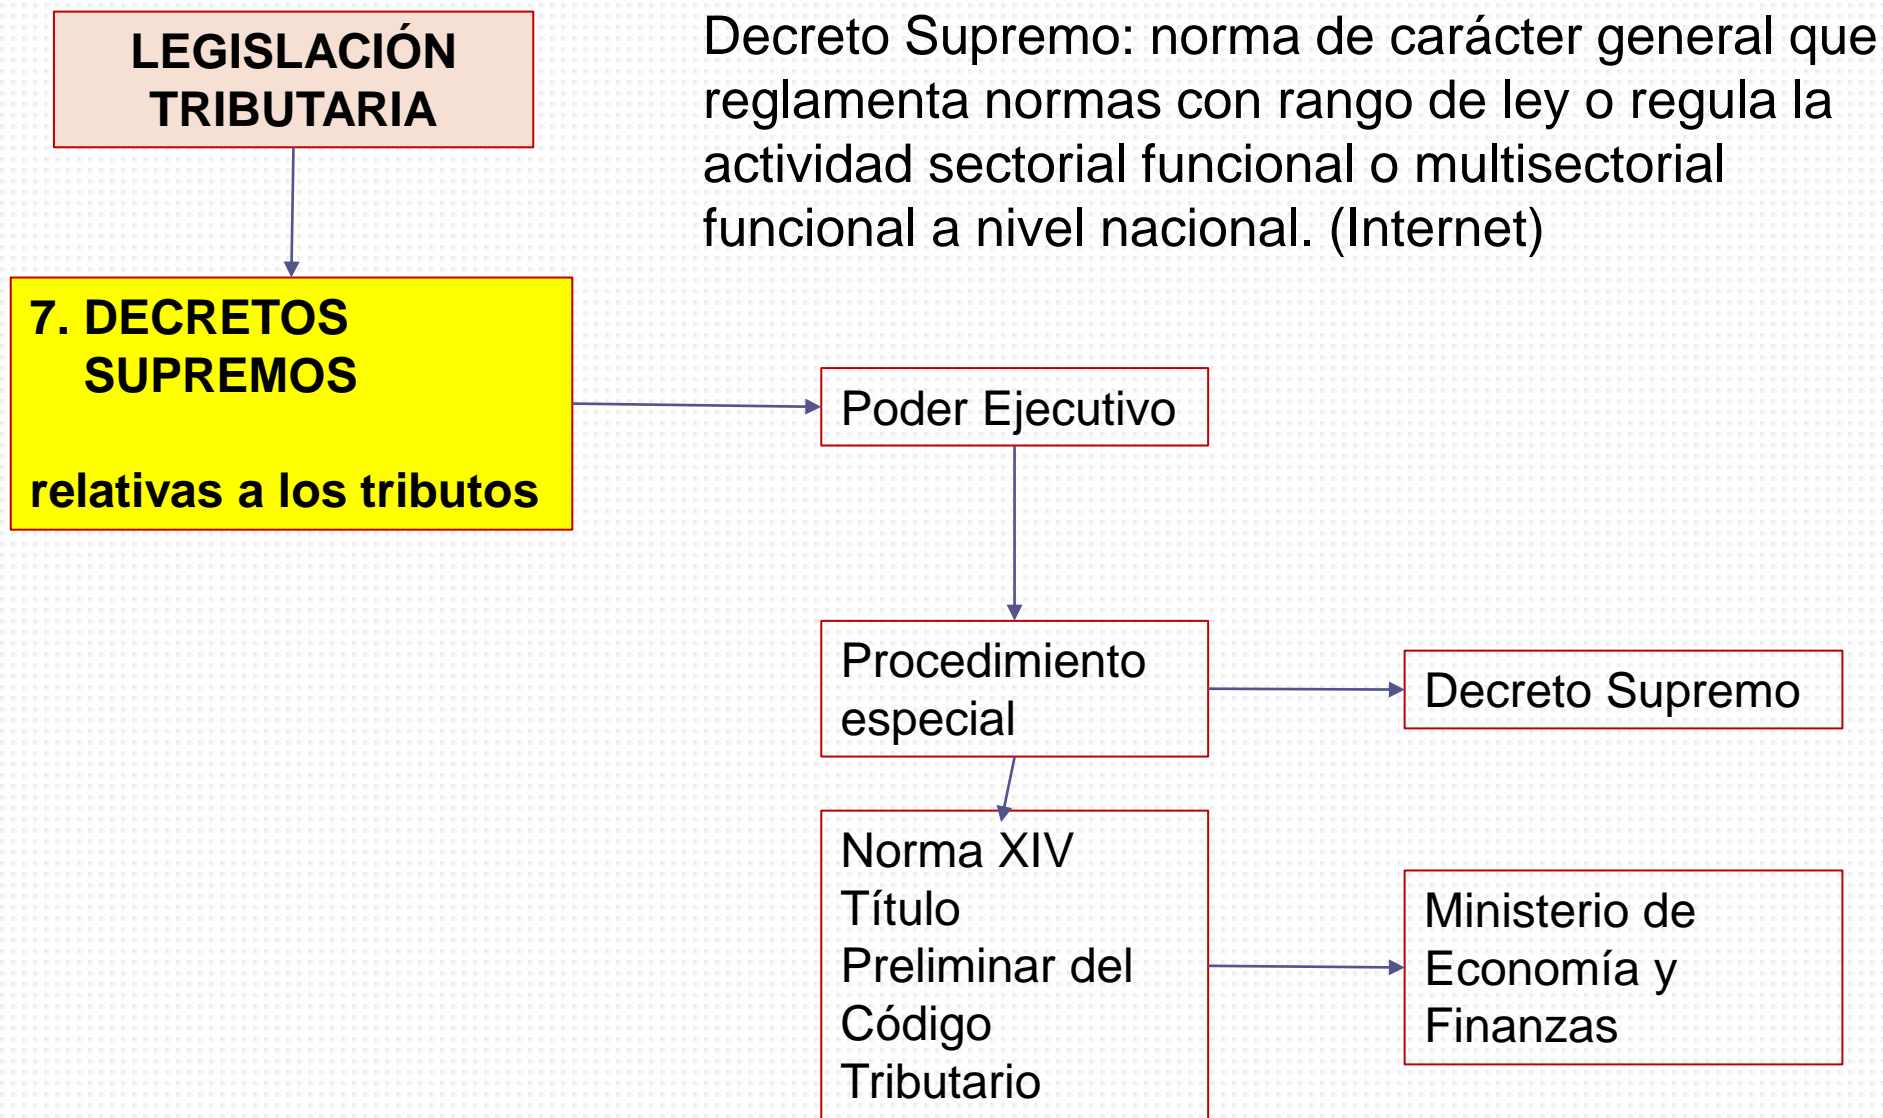 LEGISLACIÓN
TRIBUTARIA
Decreto Supremo: norma de carácter general que
reglamenta normas con rango de ley o regula la
actividad sectorial funcional o multisectorial
funcional a nivel nacional. (Internet)
7. DECRETOS
SUPREMOS
relativas a los tributos
Poder Ejecutivo
Procedimiento
especial
Decreto Supremo
Norma XIV
Título
Preliminar del
Código
Tributario
Ministerio de
Economía y
Finanzas